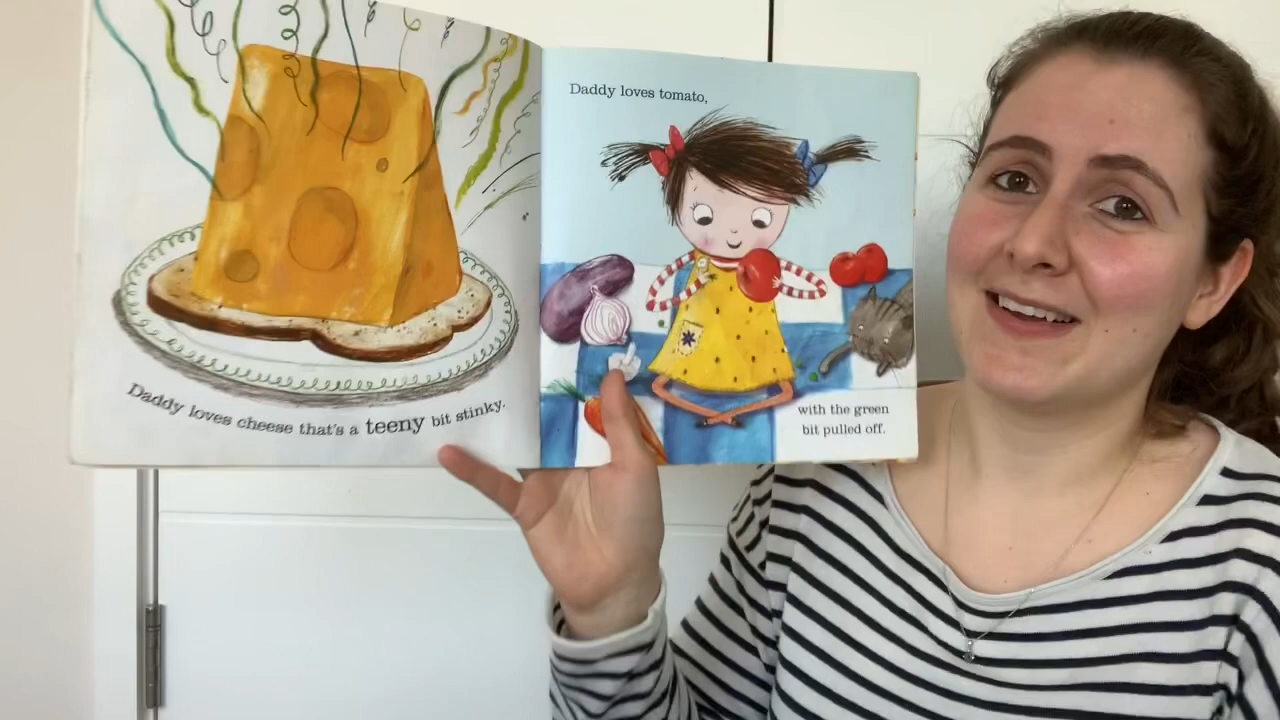 Daddy loves cheese that's a teeny bit stinky.
Daddy loves tomato,
with the green
bit pulled off.